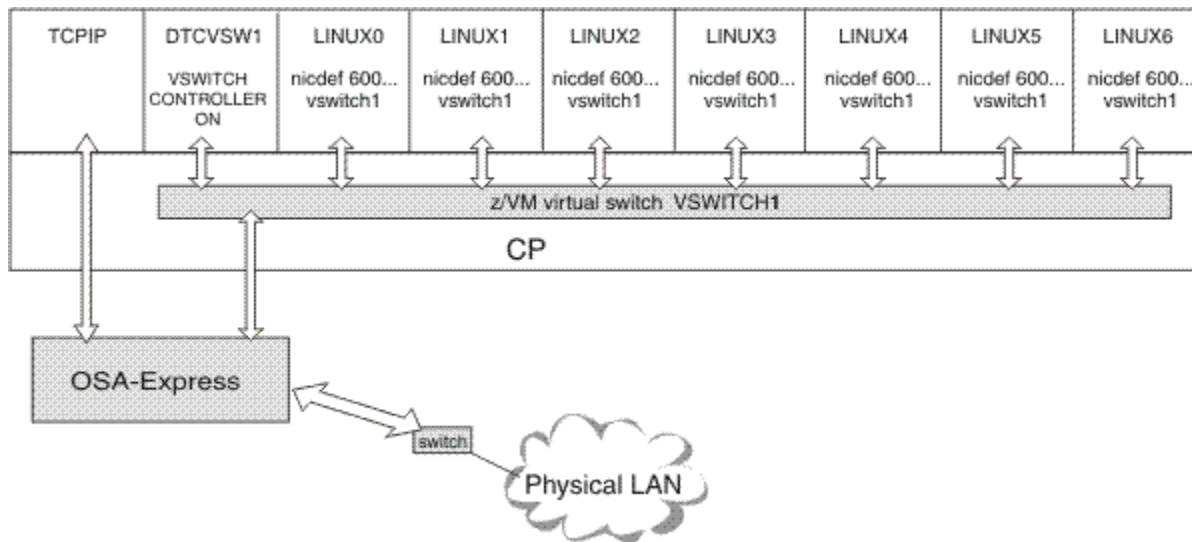 TCPIP
DTCVSW1
VSWITCH
CONTROLLER
ON
LINUX0
nicdef 600...
vswitch1
LINUX1
nicdef 600...
vswitch1
LINUX2
nicdef 600...
vswitch1
LINUX3
nicdef 600...
vswitch1
LINUX4
nicdef 600...
vswitch1
LINUX5
nicdef 600...
vswitch1
LINUX6
nicdef 600...
vswitch1
z/VM virtual switch VSWITCH1
CP
OSA-Express
switch
Physical LAN